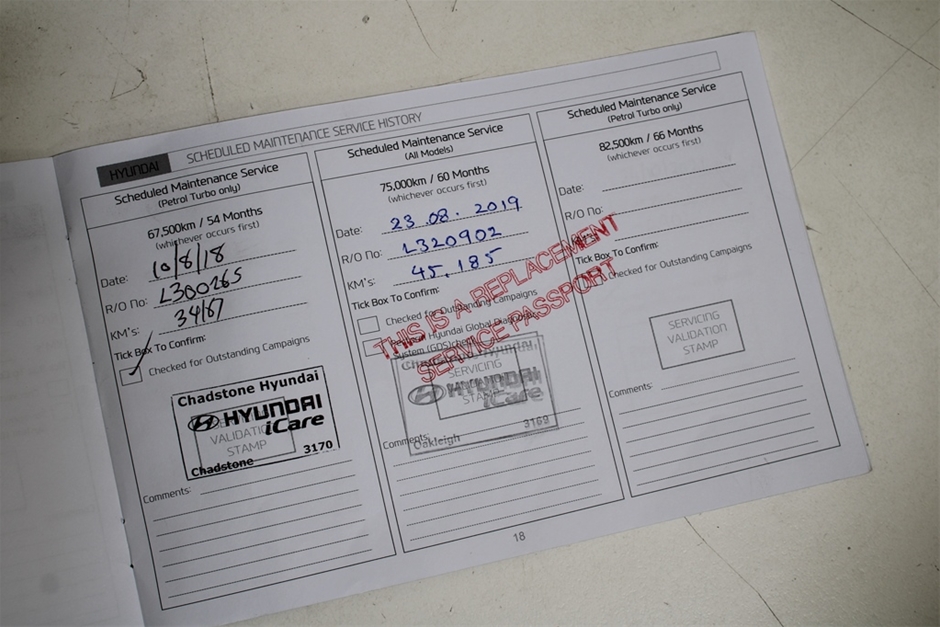 HYUNDAI
SCHEDULED MAINTENANCE SERVICE HISTORY
Scheduled Maintenance Service
(Petrol Turbo only)
67,500km / 54 Months
(whichever occurs first)
Date: 10/8/18
R/O No: L300265
KM's: 34167
Tick Box To Confirm:
Checked for Outstanding Campaigns
Chadstone Hyundai
HYUNDAI
iCare
VALIDATION
STAMP
Chadstone 3170
Comments:
Scheduled Maintenance Service
(All Models)
75,000km / 60 Months
(whichever occurs first)
Date: 23.08.2019
R/O No: L320902
KM's: 45.185
Tick Box To Confirm:
Checked for Outstanding Campaigns
Hyundai Global
System (GDS)
THIS IS A REPLACEMENT
SERVICE PASSPORT
SERVICING
HYUNDAI
iCare
STAMP
Oakleigh
Comments:
Scheduled Maintenance Service
(Petrol Turbo only)
82,500km / 66 Months
(whichever occurs first)
Date:
R/O No:
Tick Box To Confirm:
Checked for Outstanding Campaigns
SERVICING
VALIDATION
STAMP
Comments:
18